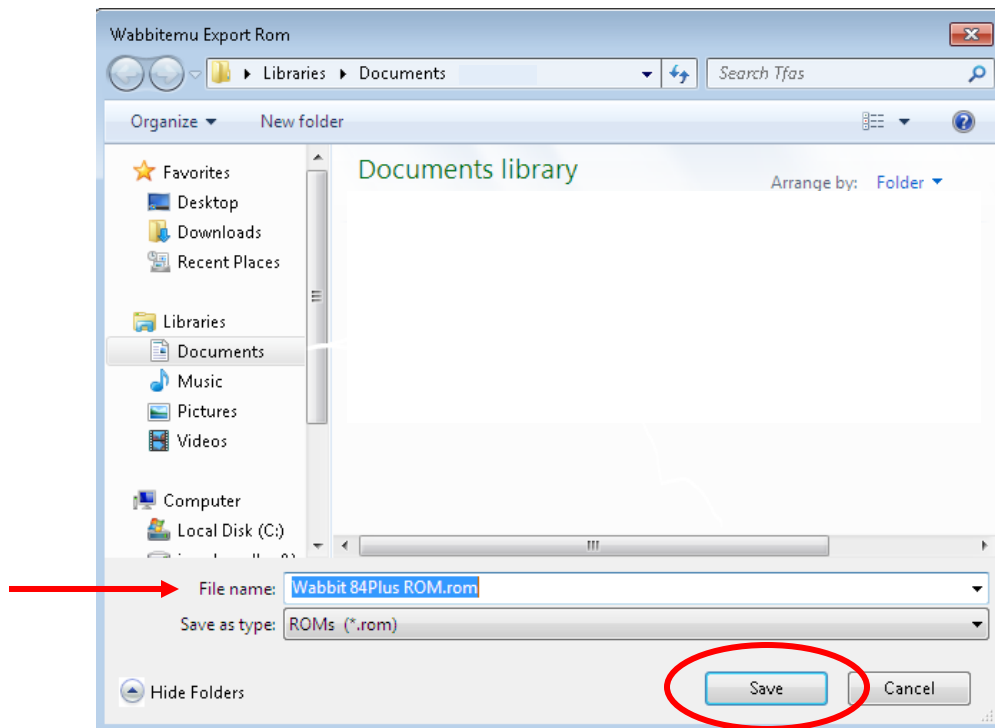 Wabbitemu Export Rom
Libraries Documents
Search Tfas
Organize New folder
Documents library
Arrange by: Folder
Favorites
Desktop
Downloads
Recent Places
Libraries
Documents
Music
Pictures
Videos
Computer
Local Disk (C:)
File name: Wabbit 84Plus ROM.rom
Save as type: ROMs (*.rom)
Hide Folders
Save Cancel